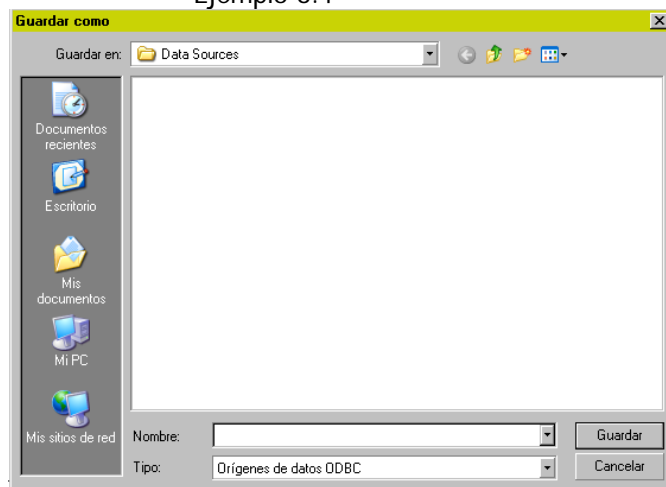 Guardar como
Guardar en:
Data Sources
Documentos
recientes
Escritorio
Mis
documentos
Mi PC
Mis sitios de red
Nombre:
Guardar
Tipo:
Orígenes de datos ODBC
Cancelar